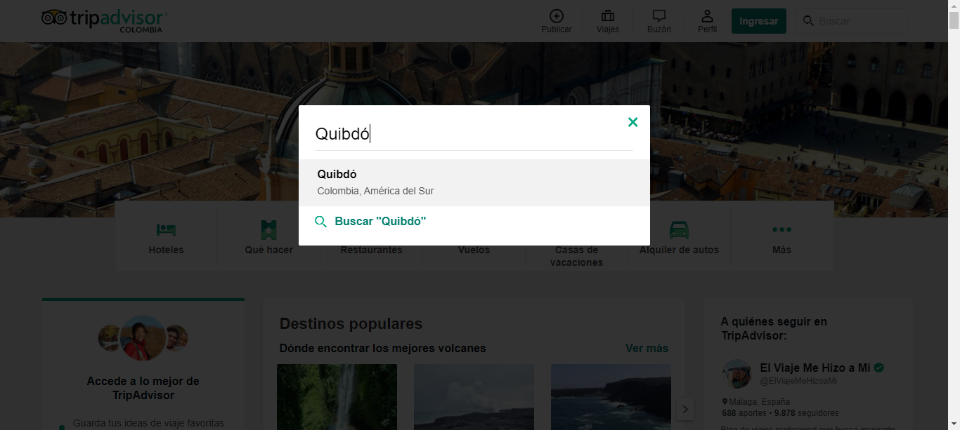 tripadvisor
COLOMBIA
Publicar
Viajes
Buzón
Perfil
Ingresar
Buscar
Quibdó
Quibdó
Colombia, América del Sur
Buscar "Quibdó"
Hoteles
Qué hacer
Restaurantes
Vuelos
Casas de
vacaciones
Alquiler de autos
Más
Accede a lo mejor de
TripAdvisor
Guarda tus ideas de viaje favoritas
Destinos populares
Dónde encontrar los mejores volcanes
Ver más
A quiénes seguir en
TripAdvisor:
El Viaje Me Hizo a Mi
@ElViajeMeHizoaMi
Malaga, España
688 aportes • 9.878 seguidores